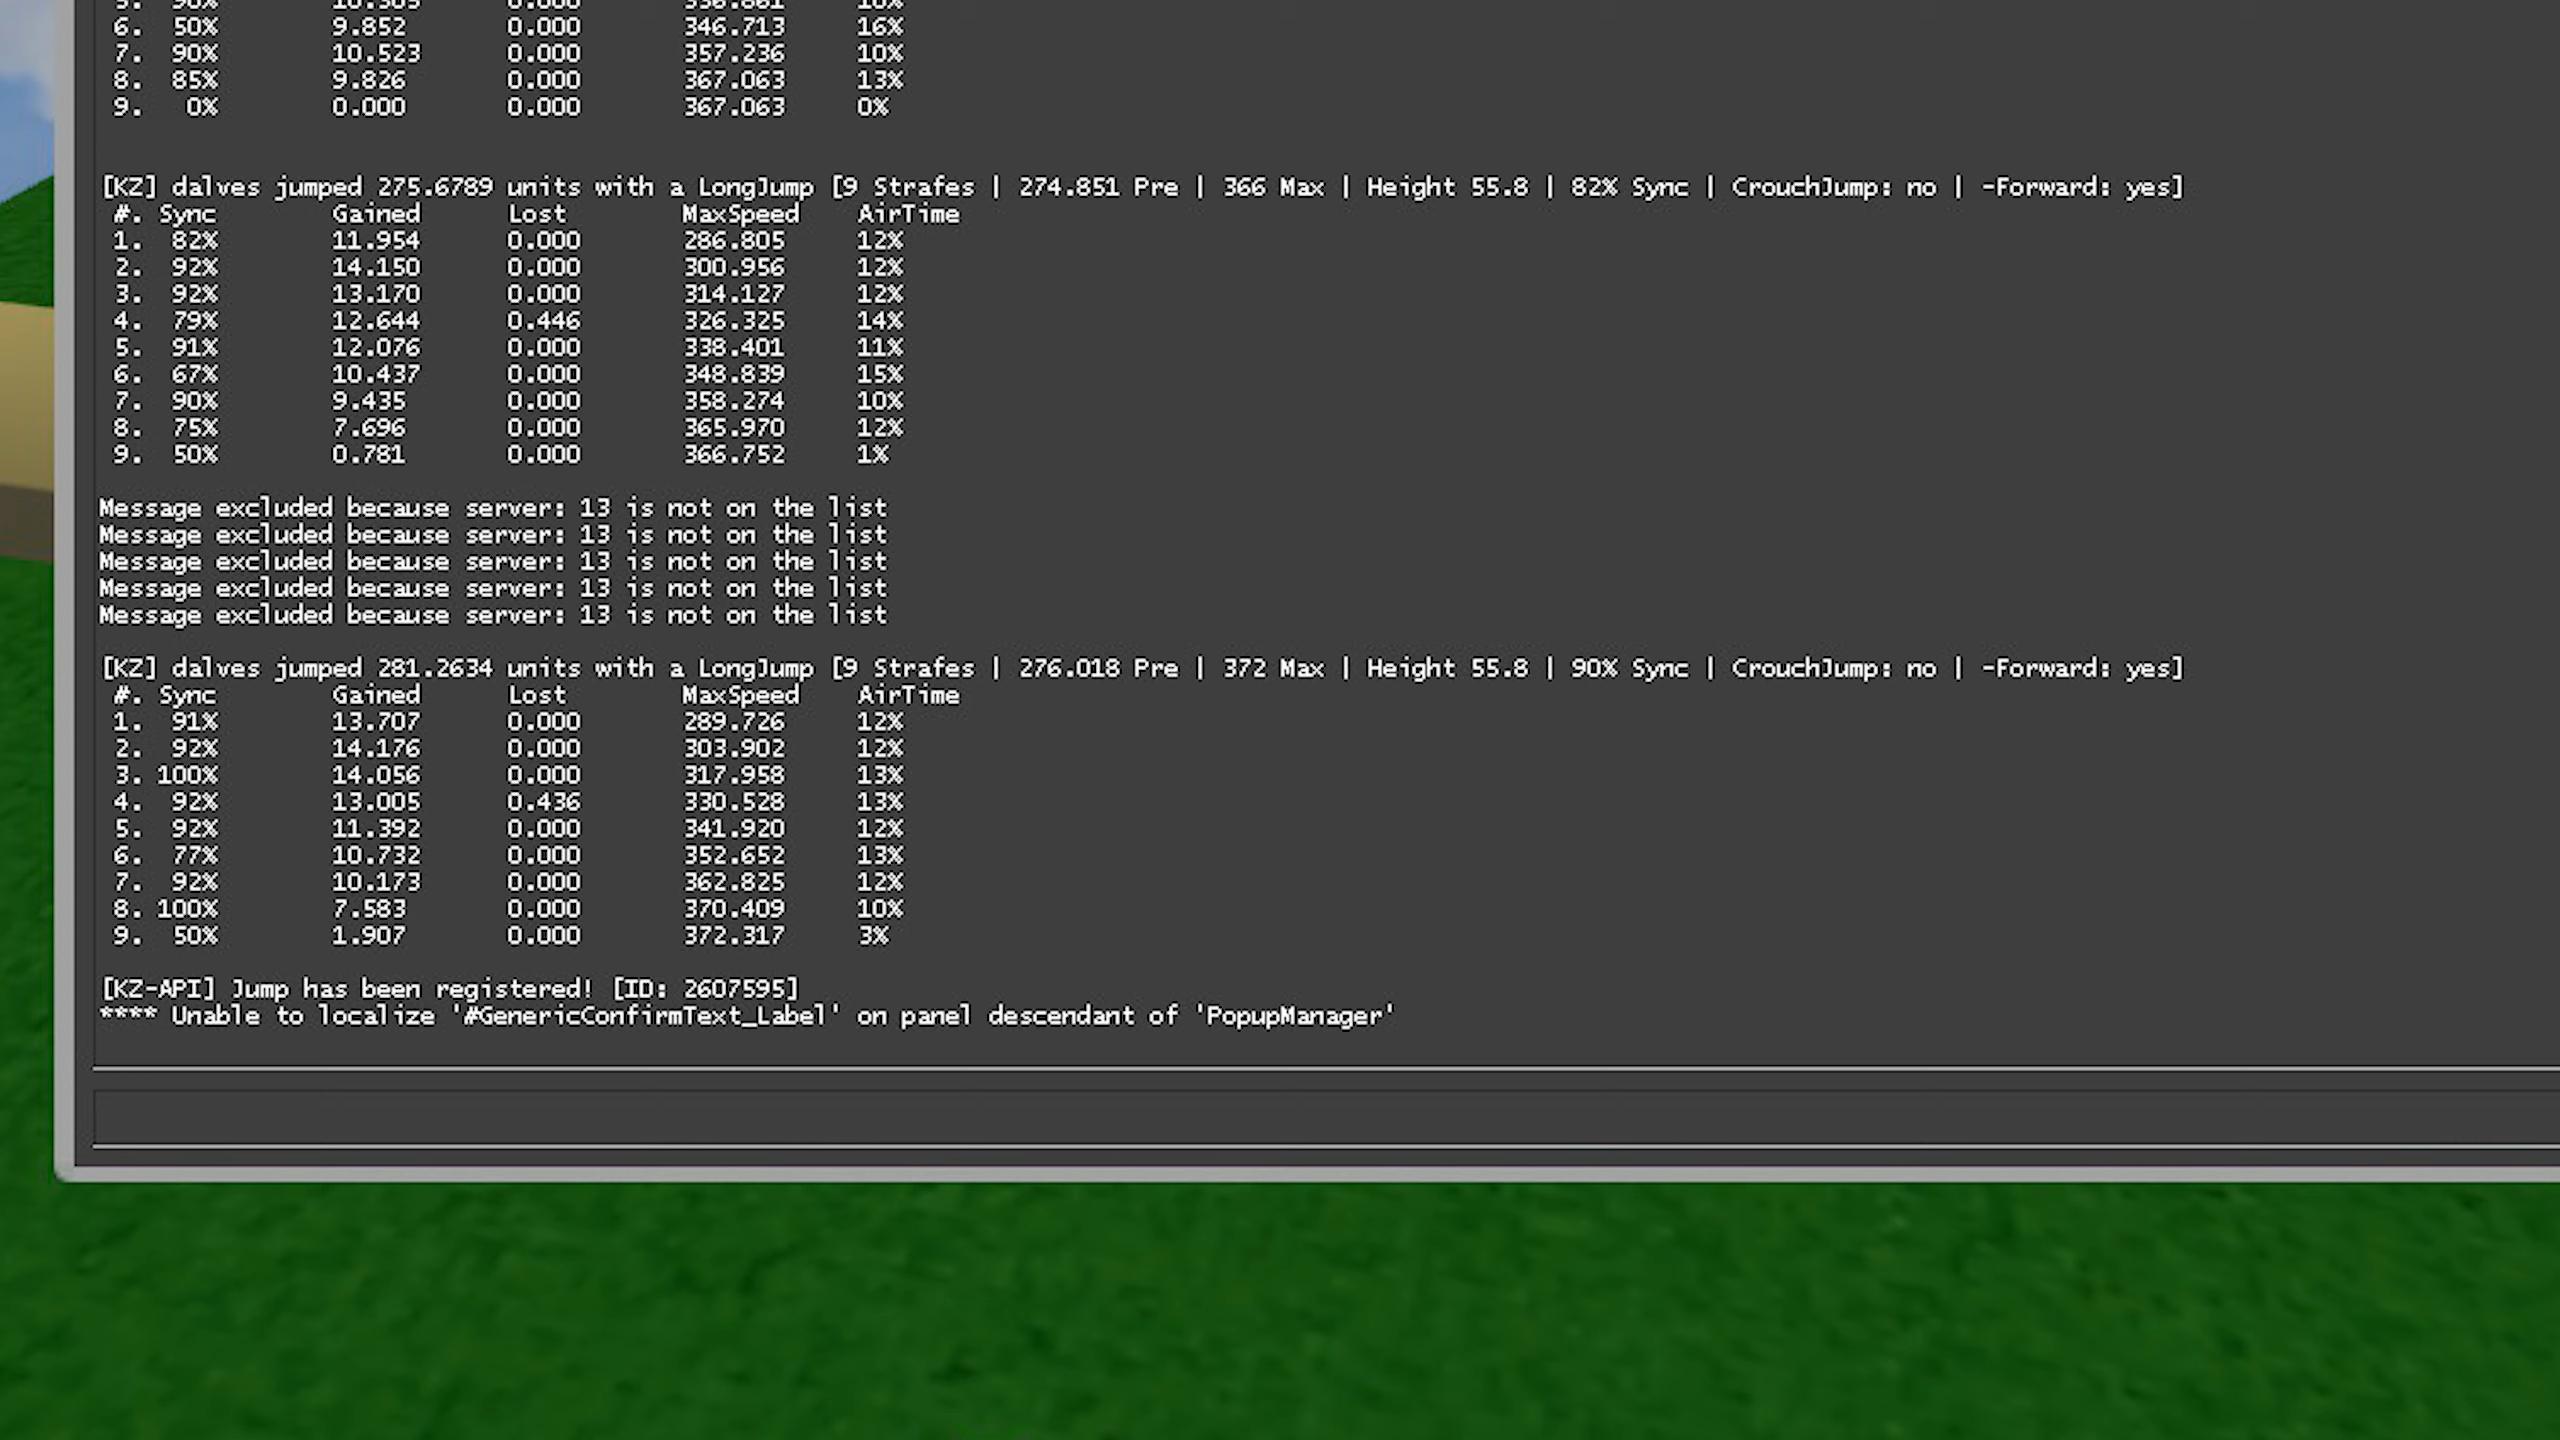 6. 50% 9.852 0.000 346.713 16%
7. 90% 10.523 0.000 357.236 10%
8. 85% 9.826 0.000 367.063 13%
9. 0% 0.000 0.000 367.063 0%
[KZ] dalves jumped 275.6789 units with a LongJump [9 Strafes | 274.851 Pre | 366 Max | Height 55.8 | 82% Sync | CrouchJump: no | -Forward: yes]
#. Sync Gained Lost MaxSpeed AirTime
1. 82% 11.954 0.000 286.805 12%
2. 92% 14.150 0.000 300.956 12%
3. 92% 13.170 0.000 314.127 12%
4. 79% 12.644 0.446 326.325 14%
5. 91% 12.076 0.000 338.401 11%
6. 67% 10.437 0.000 348.839 15%
7. 90% 9.435 0.000 358.274 10%
8. 75% 7.696 0.000 365.970 12%
9. 50% 0.781 0.000 366.752 1%
Message excluded because server: 13 is not on the list
Message excluded because server: 13 is not on the list
Message excluded because server: 13 is not on the list
Message excluded because server: 13 is not on the list
Message excluded because server: 13 is not on the list
[KZ] dalves jumped 281.2634 units with a LongJump [9 Strafes | 276.018 Pre | 372 Max | Height 55.8 | 90% Sync | CrouchJump: no | -Forward: yes]
#. Sync Gained Lost MaxSpeed AirTime
1. 91% 13.707 0.000 289.726 12%
2. 92% 14.176 0.000 303.902 12%
3. 100% 14.056 0.000 317.958 13%
4. 92% 13.005 0.436 330.528 13%
5. 92% 11.392 0.000 341.920 12%
6. 77% 10.732 0.000 352.652 13%
7. 92% 10.173 0.000 362.825 12%
8. 100% 7.583 0.000 370.409 10%
9. 50% 1.907 0.000 372.317 3%
[KZ-API] Jump has been registered! [ID: 2607595]
**** Unable to localize '#GenericConfirmText_Label' on panel descendant of 'PopupManager'